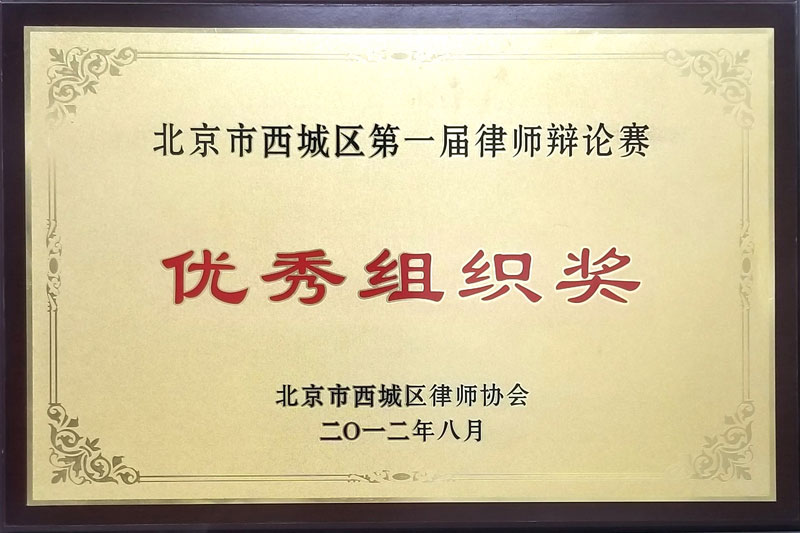 北京市西城区第一届律师辩论赛
优秀组织奖
北京市西城区律师协会
二〇一二年八月